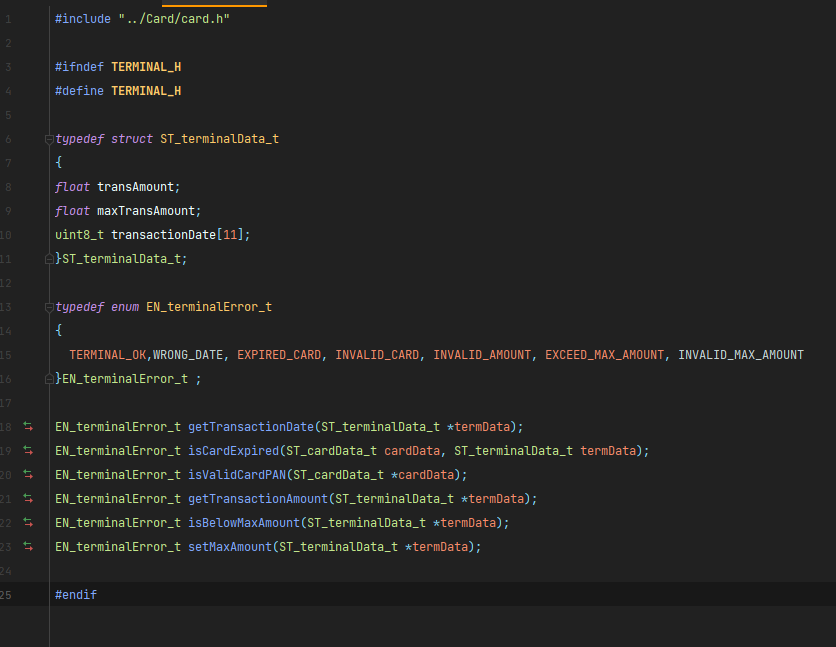 1 #include "../Card/card.h"
2
3 #ifndef TERMINAL_H
4 #define TERMINAL_H
5
6 typedef struct ST_terminalData_t
7 {
8 float transAmount;
9 float maxTransAmount;
10 uint8_t transactionDate[11];
11 }ST_terminalData_t;
12
13 typedef enum EN_terminalError_t
14 {
15 TERMINAL_OK,WRONG_DATE, EXPIRED_CARD, INVALID_CARD, INVALID_AMOUNT, EXCEED_MAX_AMOUNT, INVALID_MAX_AMOUNT
16 }EN_terminalError_t ;
17
18 EN_terminalError_t getTransactionDate(ST_terminalData_t *termData);
19 EN_terminalError_t isCardExpired(ST_cardData_t cardData, ST_terminalData_t termData);
20 EN_terminalError_t isValidCardPAN(ST_cardData_t *cardData);
21 EN_terminalError_t getTransactionAmount(ST_terminalData_t *termData);
22 EN_terminalError_t isBelowMaxAmount(ST_terminalData_t *termData);
23 EN_terminalError_t setMaxAmount(ST_terminalData_t *termData);
24
25 #endif